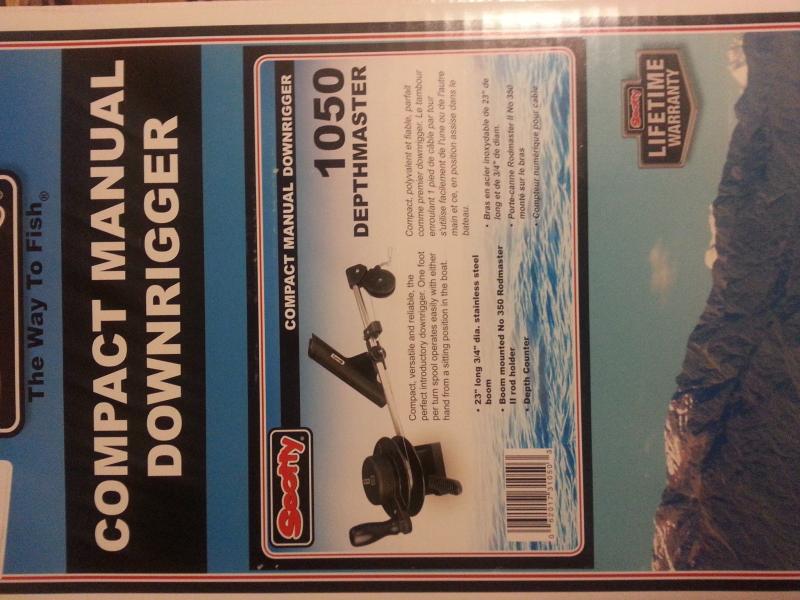 The Way To Fish®
COMPACT MANUAL
DOWNRIGGER
Scotty
COMPACT MANUAL DOWNRIGGER
1050
DEPTHMASTER
Compact, versatile and reliable, the
perfect introductory downrigger. One foot
per turn spool operates easily with either
hand from a sitting position in the boat.
• 23" long 3/4" dia. stainless steel
boom
• Boom mounted No 350 Rodmaster
II rod holder
• Depth Counter
Compact, polyvalent et fiable, parfait
comme premier downrigger. Le tambour
enroulant 1 pied de câble par tour
s'utilise facilement de l'une ou de l'autre
main et ce, en position assise dans le
bateau.
• Bras en acier inoxydable de 23" de
long et de 3/4" de diam.
• Porte-canne Rodmaster II No 350
monté sur le bras
• Compteur numérique pour câble
0 62017 31050 3
Scotty
LIFETIME
WARRANTY